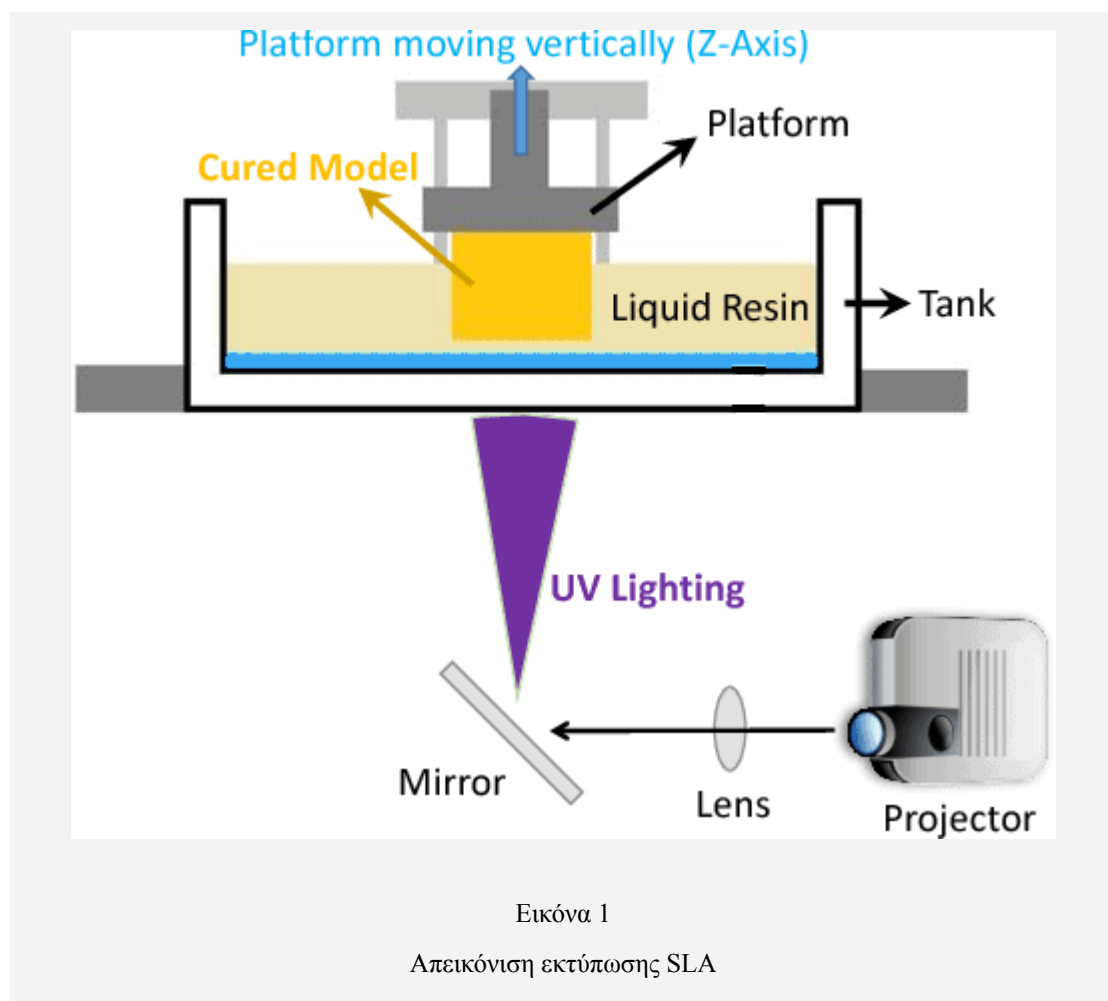 Platform moving vertically (Z-Axis)
Platform
Cured Model
Liquid Resin
Tank
UV Lighting
Mirror
Lens
Projector
Εικόνα 1
Απεικόνιση εκτύπωσης SLA